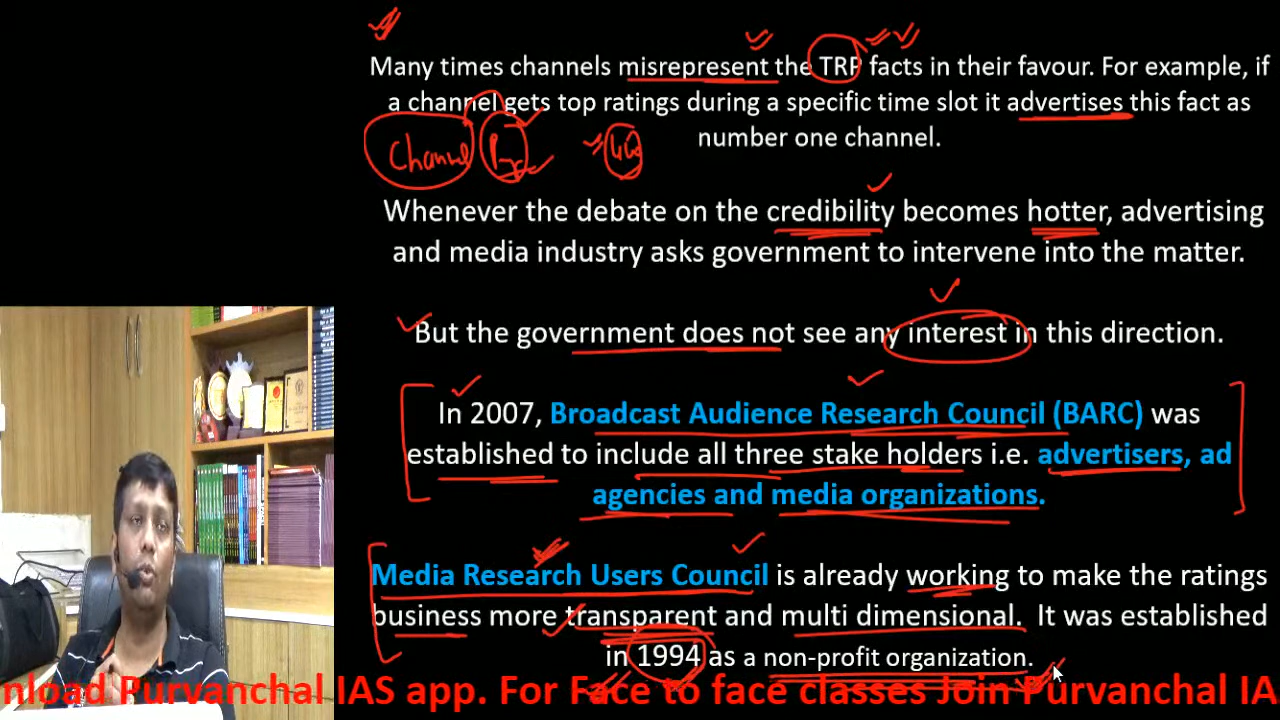 Many times channels misrepresent the TRP facts in their favour. For example, if
a channel gets top ratings during a specific time slot it advertises this fact as
number one channel.
Channel
Whenever the debate on the credibility becomes hotter, advertising
and media industry asks government to intervene into the matter.
But the government does not see any interest in this direction.
In 2007, Broadcast Audience Research Council (BARC) was
established to include all three stake holders i.e. advertisers, ad
agencies and media organizations.
Media Research Users Council is already working to make the ratings
business more transparent and multi dimensional. It was established
in 1994 as a non-profit organization.
nload Purvanchal IAS app. For Face to face classes Join Purvanchal IA